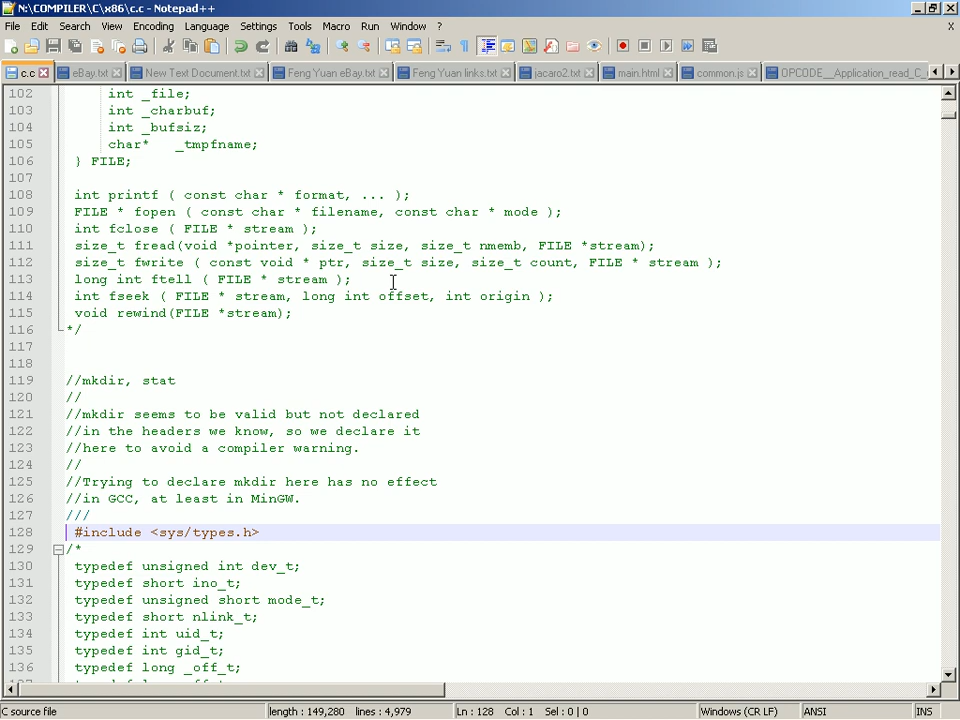 N:\COMPILER\C\x86\c.c - Notepad++
File Edit Search View Encoding Language Settings Tools Macro Run Window ? X
c.c eBay.txt New Text Document.txt Feng Yuan eBay.txt Feng Yuan links.txt jacaro2.txt main.html common.js OPCODE__Application_read_C_
102 int _file;
103 int _charbuf;
104 int _bufsiz;
105 char* _tmpfname;
106 } FILE;
107
108 int printf ( const char * format, ... );
109 FILE * fopen ( const char * filename, const char * mode );
110 int fclose ( FILE * stream );
111 size_t fread(void *pointer, size_t size, size_t nmemb, FILE *stream);
112 size_t fwrite ( const void * ptr, size_t size, size_t count, FILE * stream );
113 long int ftell ( FILE * stream );
114 int fseek ( FILE * stream, long int offset, int origin );
115 void rewind(FILE *stream);
116 */
117
118
119 //mkdir, stat
120 //
121 //mkdir seems to be valid but not declared
122 //in the headers we know, so we declare it
123 //here to avoid a compiler warning.
124 //
125 //Trying to declare mkdir here has no effect
126 //in GCC, at least in MinGW.
127 ///
128 #include <sys/types.h>
129 /*
130 typedef unsigned int dev_t;
131 typedef short ino_t;
132 typedef unsigned short mode_t;
133 typedef short nlink_t;
134 typedef int uid_t;
135 typedef int gid_t;
136 typedef long _off_t;
C source file length : 149,280 lines : 4,979 Ln : 128 Col : 1 Sel : 0 | 0 Windows (CR LF) ANSI INS